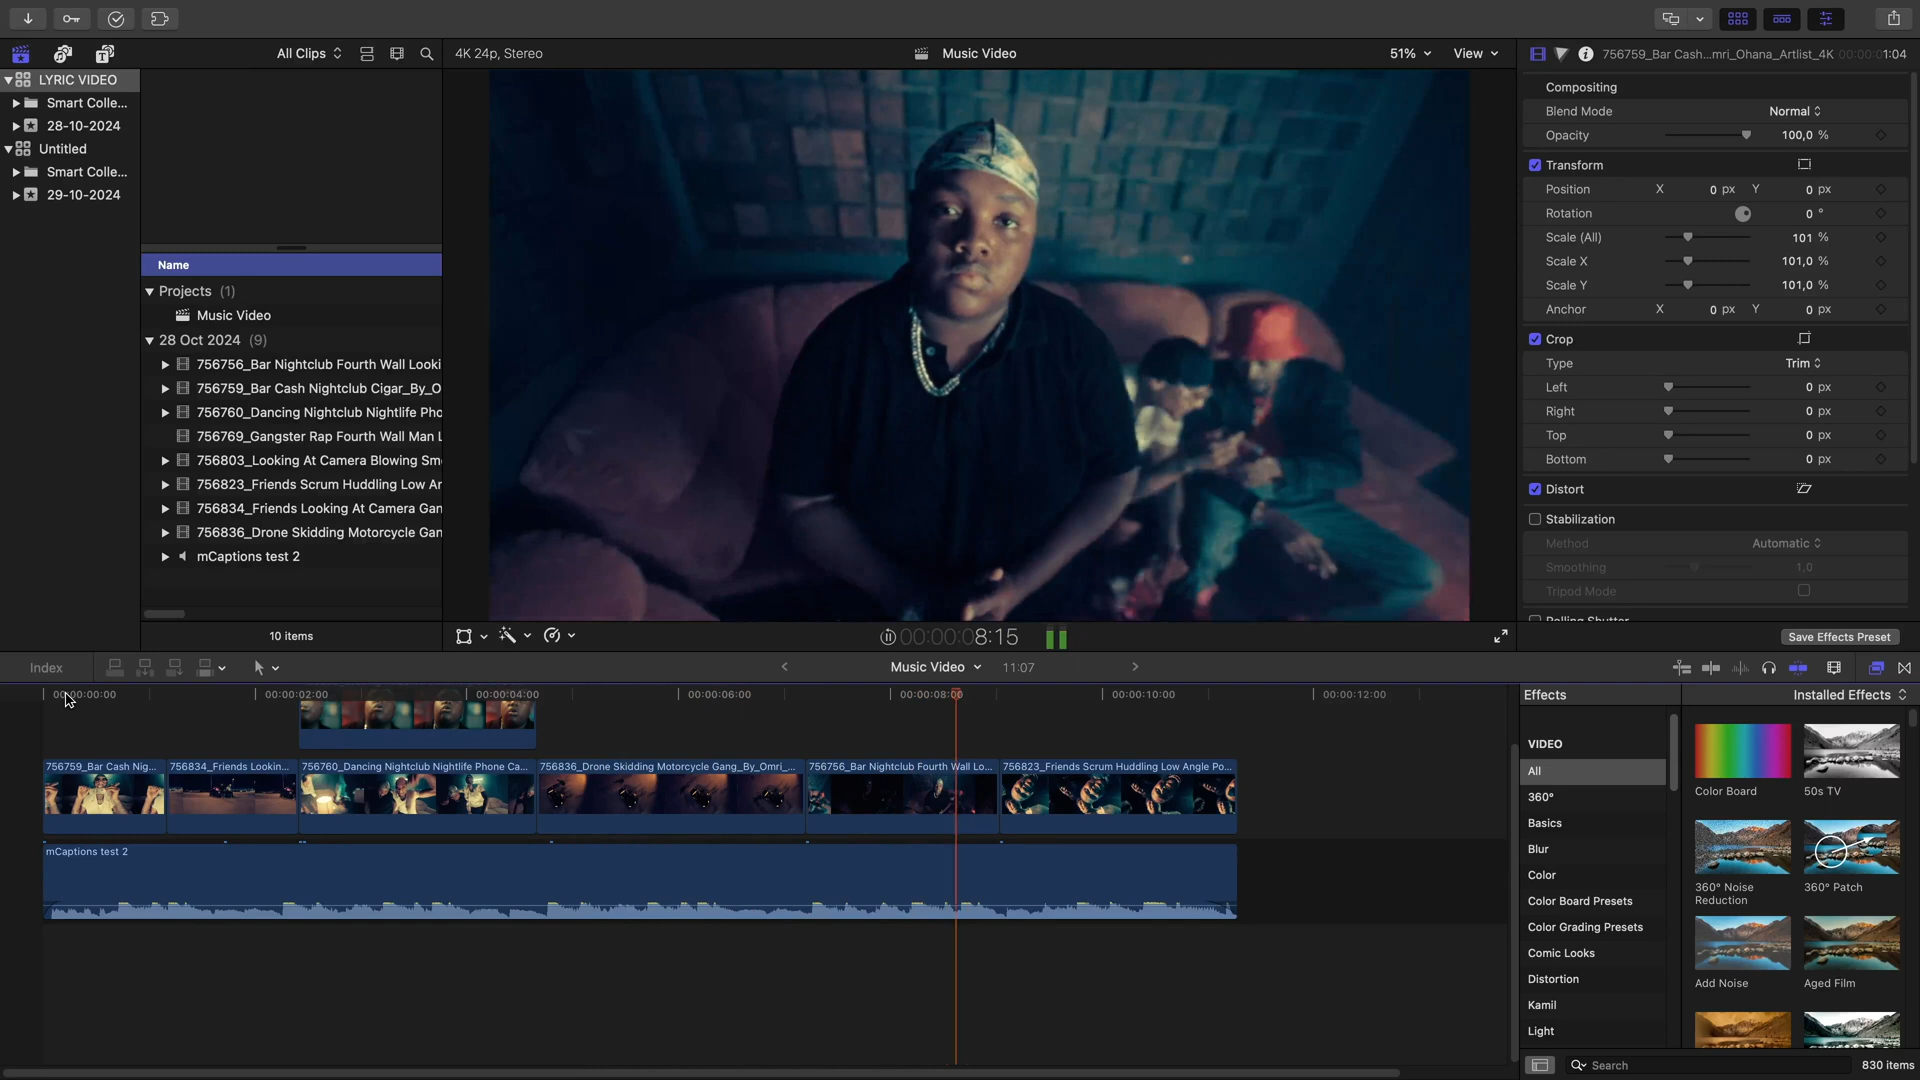 All Clips
4K 24p, Stereo
Music Video
51%
View
756759_Bar Cash...mri_Ohana_Artlist_4K
00:00:01:04
LYRIC VIDEO
Smart Colle...
28-10-2024
Untitled
Smart Colle...
29-10-2024
Name
Projects (1)
Music Video
28 Oct 2024 (9)
756756_Bar Nightclub Fourth Wall Looki
756759_Bar Cash Nightclub Cigar_By_O
756760_Dancing Nightclub Nightlife Pho
756769_Gangster Rap Fourth Wall Man L
756803_Looking At Camera Blowing Sm
756823_Friends Scrum Huddling Low Ar
756834_Friends Looking At Camera Gan
756836_Drone Skidding Motorcycle Gan
mCaptions test 2
10 items
00:00:08:15
Compositing
Blend Mode Normal
Opacity 100,0 %
Transform
Position X 0 px Y 0 px
Rotation 0 °
Scale (All) 101 %
Scale X 101,0 %
Scale Y 101,0 %
Anchor X 0 px Y 0 px
Crop
Type Trim
Left 0 px
Right 0 px
Top 0 px
Bottom 0 px
Distort
Stabilization
Method Automatic
Smoothing 1,0
Tripod Mode
Rolling Shutter
Save Effects Preset
Index
Music Video
11:07
00:00:00:00
00:00:02:00
00:00:04:00
00:00:06:00
00:00:08:00
00:00:10:00
00:00:12:00
756759_Bar Cash Nig...
756834_Friends Lookin...
756760_Dancing Nightclub Nightlife Phone Ca...
756836_Drone Skidding Motorcycle Gang_By_Omri_...
756756_Bar Nightclub Fourth Wall Lo...
756823_Friends Scrum Huddling Low Angle Po...
mCaptions test 2
Effects
Installed Effects
VIDEO
All
360°
Basics
Blur
Color
Color Board Presets
Color Grading Presets
Comic Looks
Distortion
Kamil
Light
Color Board
50s TV
360° Noise
Reduction
360° Patch
Add Noise
Aged Film
Search
830 items